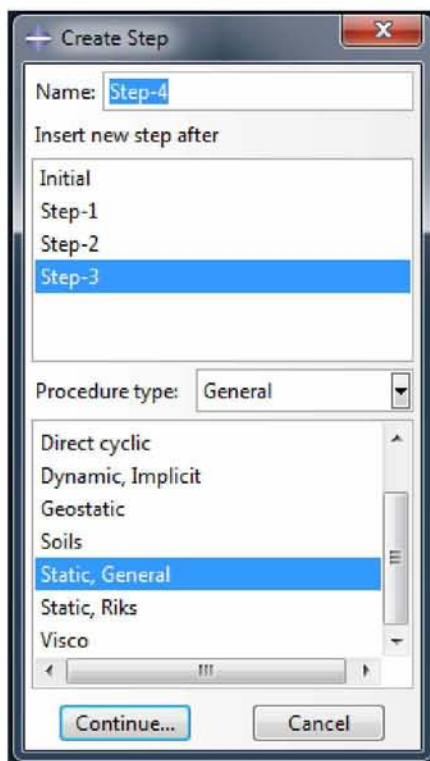 Create Step
Name: Step-4
Insert new step after
Initial
Step-1
Step-2
Step-3
Procedure type: General
Direct cyclic
Dynamic, Implicit
Geostatic
Soils
Static, General
Static, Riks
Visco
Continue... Cancel